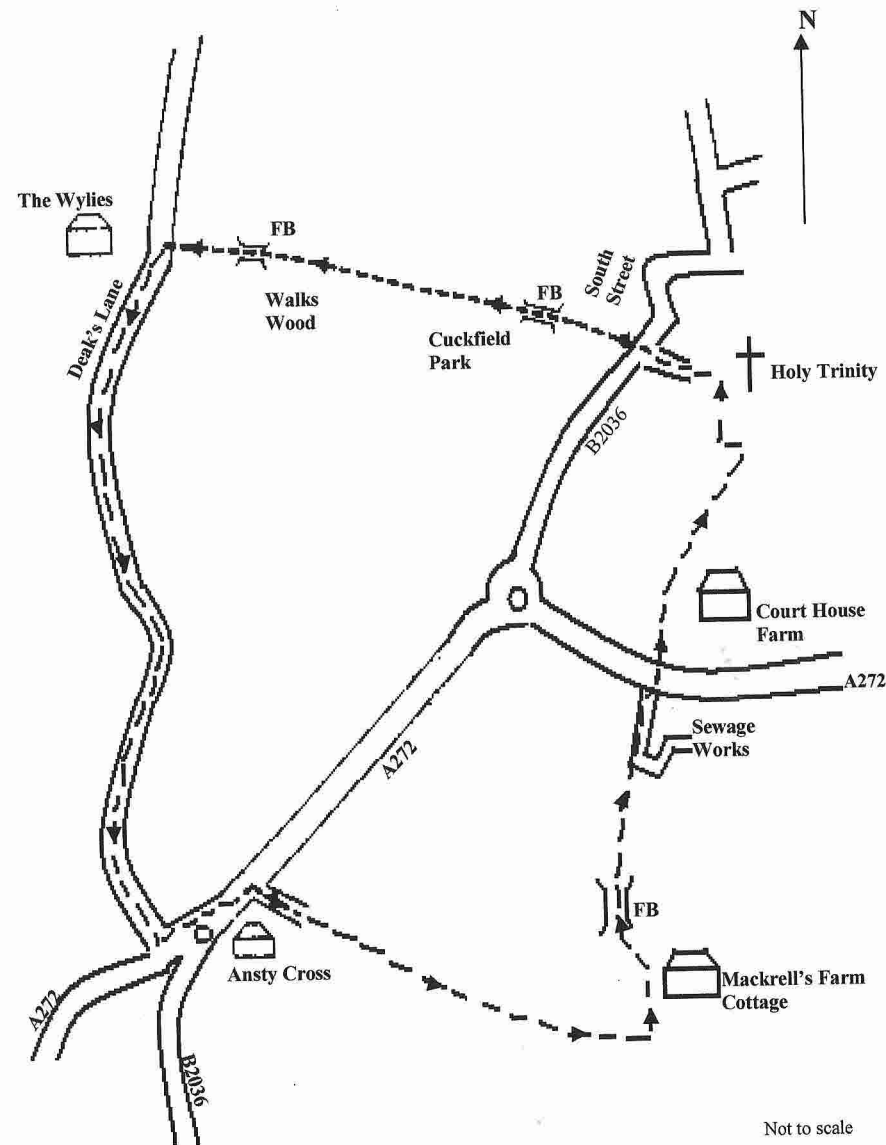 N
The Wylies
FB
South
Street
Walks
Wood
FB
Deak's Lane
Cuckfield
Park
Holy Trinity
B2036
Court House
Farm
A272
Sewage
Works
A272
FB
Ansty Cross
Mackrell's Farm
Cottage
A272
B2036
Not to scale